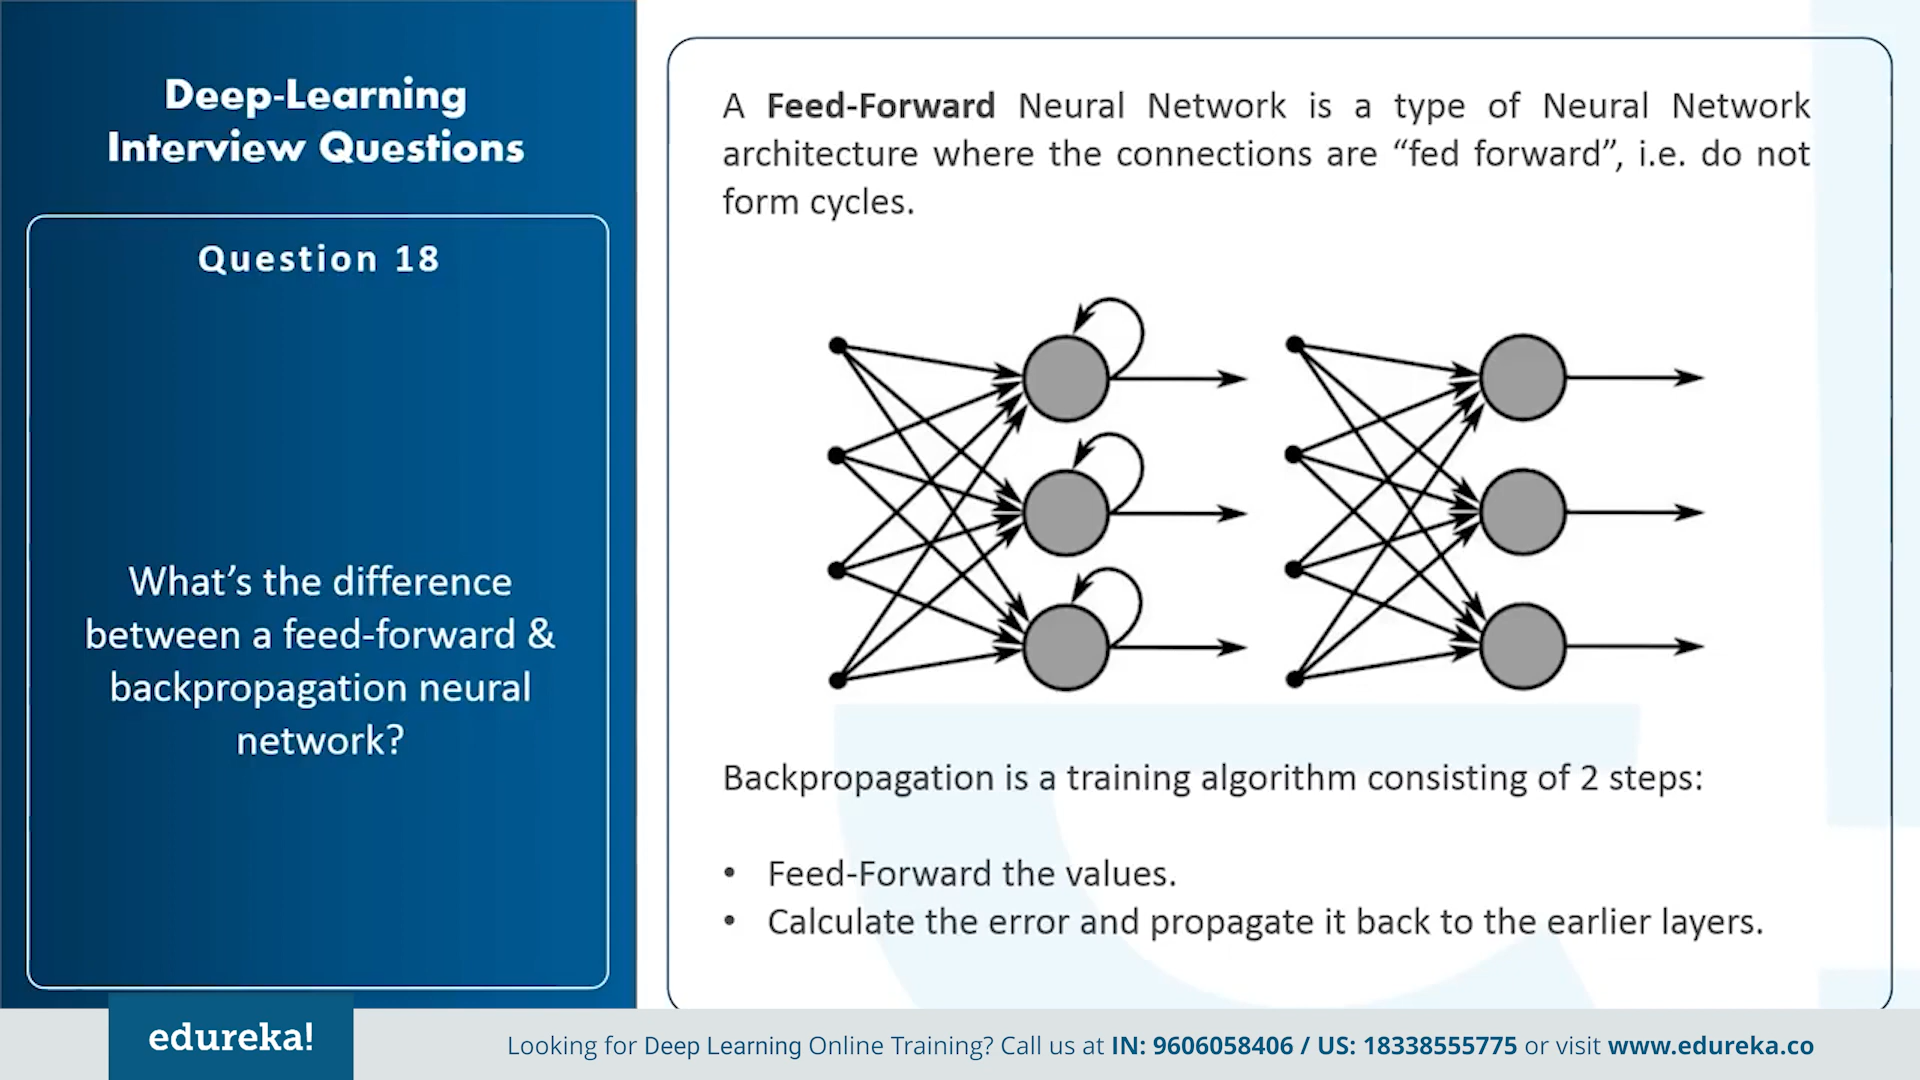 Deep-Learning
Interview Questions
Question 18
What’s the difference
between a feed-forward &
backpropagation neural
network?
A Feed-Forward Neural Network is a type of Neural Network
architecture where the connections are “fed forward”, i.e. do not
form cycles.
Backpropagation is a training algorithm consisting of 2 steps:
• Feed-Forward the values.
• Calculate the error and propagate it back to the earlier layers.
edureka!
Looking for Deep Learning Online Training? Call us at IN: 9606058406 / US: 18338555775 or visit www.edureka.co